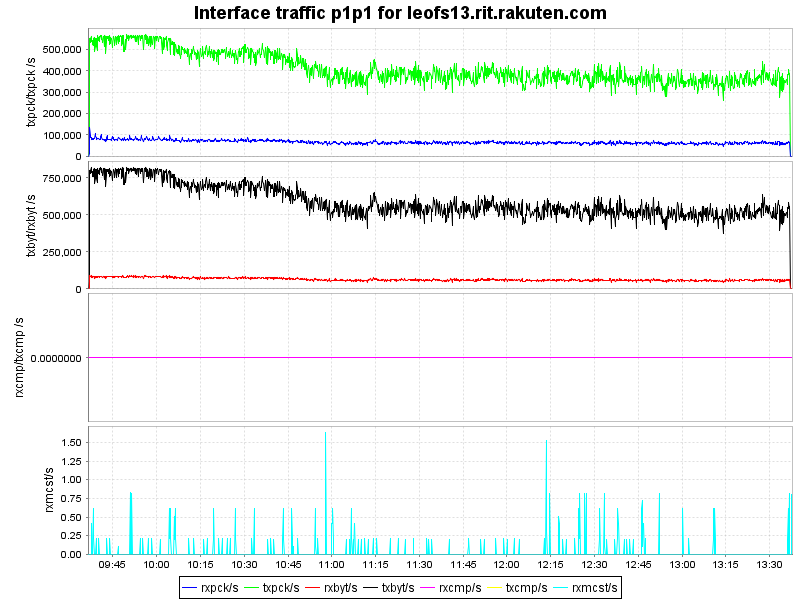 Interface traffic p1p1 for leofs13.rit.rakuten.com
txpck/txpck /s
500,000
400,000
300,000
200,000
100,000
0
txbyt/rxbyt /s
750,000
500,000
250,000
0
rxcmp/txcmp /s
0.0000000
rxmcst/s
1.50
1.25
1.00
0.75
0.50
0.25
0.00
09:45 10:00 10:15 10:30 10:45 11:00 11:15 11:30 11:45 12:00 12:15 12:30 12:45 13:00 13:15 13:30
rxpck/s txpck/s rxbyt/s txbyt/s rxcmp/s txcmp/s rxmcst/s